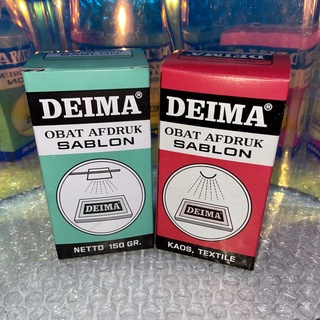 DEIMA®
OBAT AFDRUK
SABLON
DEIMA
NETTO 150 GR.
DEIMA®
OBAT AFDRUK
SABLON
DEIMA
KAOS, TEXTILE